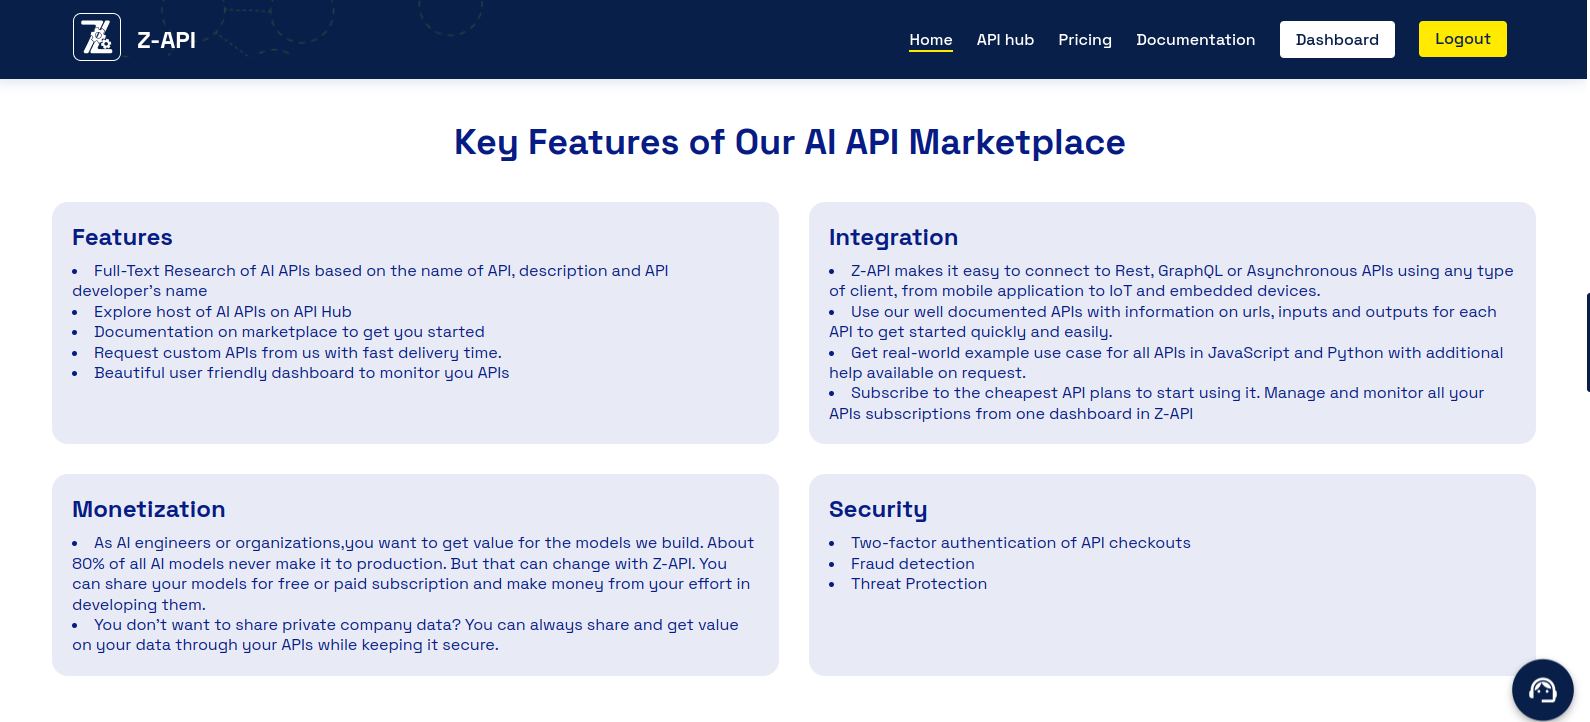 Z-API
Home
API hub
Pricing
Documentation
Dashboard
Logout
Key Features of Our AI API Marketplace
Features
• Full-Text Research of AI APIs based on the name of API, description and API
developer's name
• Explore host of AI APIs on API Hub
• Documentation on marketplace to get you started
• Request custom APIs from us with fast delivery time.
• Beautiful user friendly dashboard to monitor you APIs
Integration
• Z-API makes it easy to connect to Rest, GraphQL or Asynchronous APIs using any type
of client, from mobile application to IoT and embedded devices.
• Use our well documented APIs with information on urls, inputs and outputs for each
API to get started quickly and easily.
• Get real-world example use case for all APIs in JavaScript and Python with additional
help available on request.
• Subscribe to the cheapest API plans to start using it. Manage and monitor all your
APIs subscriptions from one dashboard in Z-API
Monetization
• As AI engineers or organizations,you want to get value for the models we build. About
80% of all AI models never make it to production. But that can change with Z-API. You
can share your models for free or paid subscription and make money from your effort in
developing them.
• You don't want to share private company data? You can always share and get value
on your data through your APIs while keeping it secure.
Security
• Two-factor authentication of API checkouts
• Fraud detection
• Threat Protection